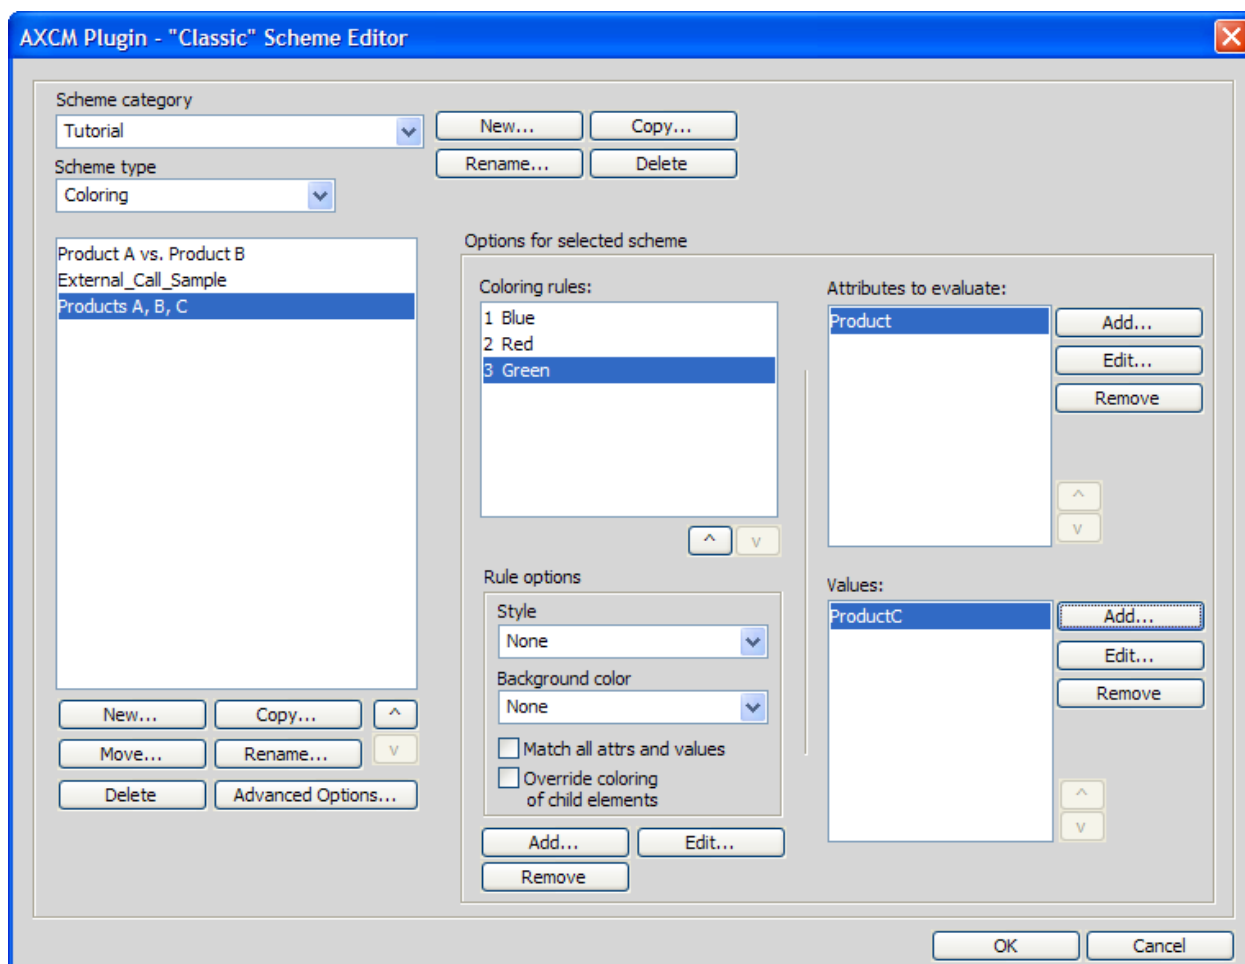 AXCM Plugin - "Classic" Scheme Editor
Scheme category
Tutorial
New...
Copy...
Rename...
Delete
Scheme type
Coloring
Product A vs. Product B
External_Call_Sample
Products A, B, C
New...
Copy...
^
Move...
Rename...
v
Delete
Advanced Options...
Options for selected scheme
Coloring rules:
1 Blue
2 Red
3 Green
^
v
Rule options
Style
None
Background color
None
Match all attrs and values
Override coloring
of child elements
Add...
Edit...
Remove
Attributes to evaluate:
Product
Add...
Edit...
Remove
^
v
Values:
ProductC
Add...
Edit...
Remove
^
v
OK
Cancel